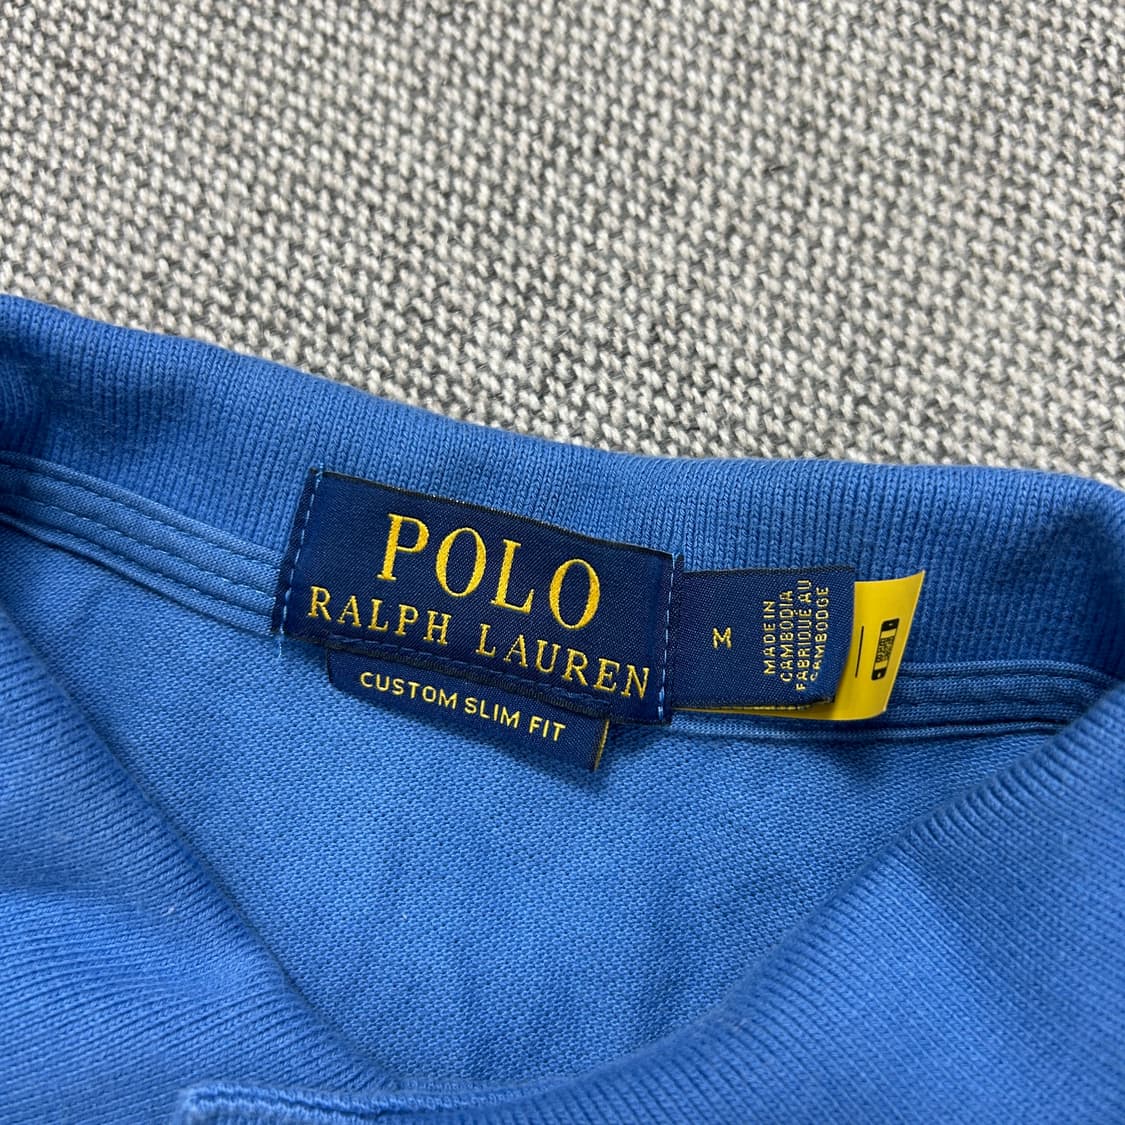 POLO
RALPH LAUREN
CUSTOM SLIM FIT
M
MADE IN
CAMBODIA
FABRIQUÉ AU
CAMBODGE